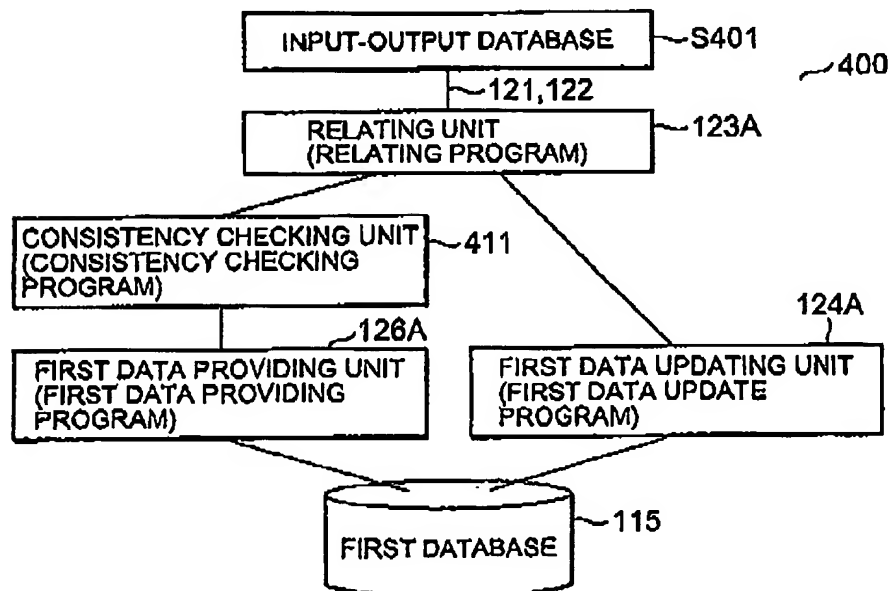 INPUT-OUTPUT DATABASE
S401
400
121,122
RELATING UNIT
(RELATING PROGRAM)
123A
CONSISTENCY CHECKING UNIT
(CONSISTENCY CHECKING
PROGRAM)
411
126A
124A
FIRST DATA PROVIDING UNIT
(FIRST DATA PROVIDING
PROGRAM)
FIRST DATA UPDATING UNIT
(FIRST DATA UPDATE
PROGRAM)
115
FIRST DATABASE